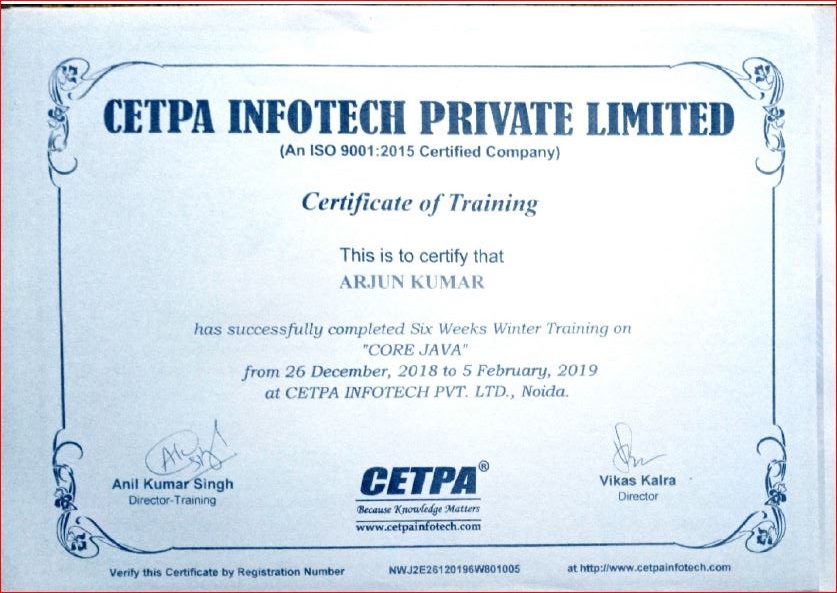 CETPA INFOTECH PRIVATE LIMITED
(An ISO 9001:2015 Certified Company)
Certificate of Training
This is to certify that
ARJUN KUMAR
has successfully completed Six Weeks Winter Training on
"CORE JAVA"
from 26 December, 2018 to 5 February, 2019
at CETPA INFOTECH PVT. LTD., Noida.
Anil Kumar Singh
Director-Training
CETPA®
Because Knowledge Matters
www.cetpainfotech.com
Vikas Kalra
Director
Verify this Certificate by Registration Number NWJ2E26120196W801005 at http://www.cetpainfotech.com